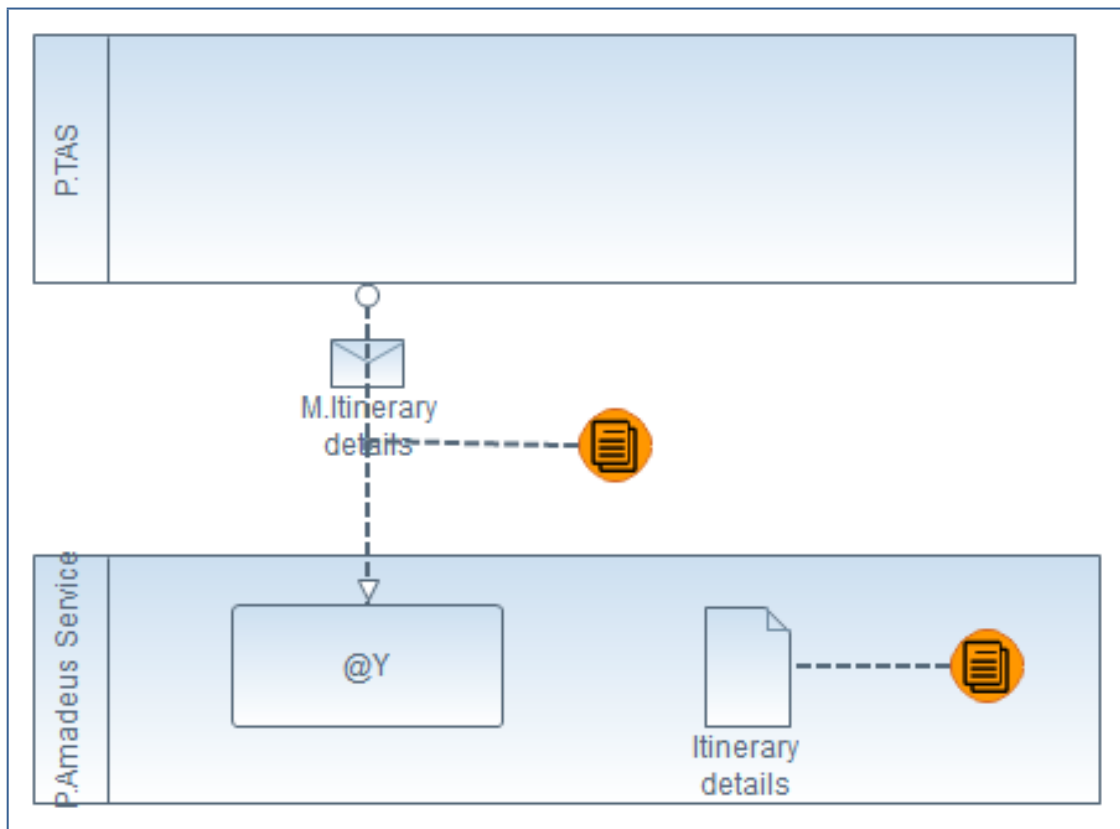 P.TAS
M.Itinerary
details
P.Amadeus Service
@Y
Itinerary
details